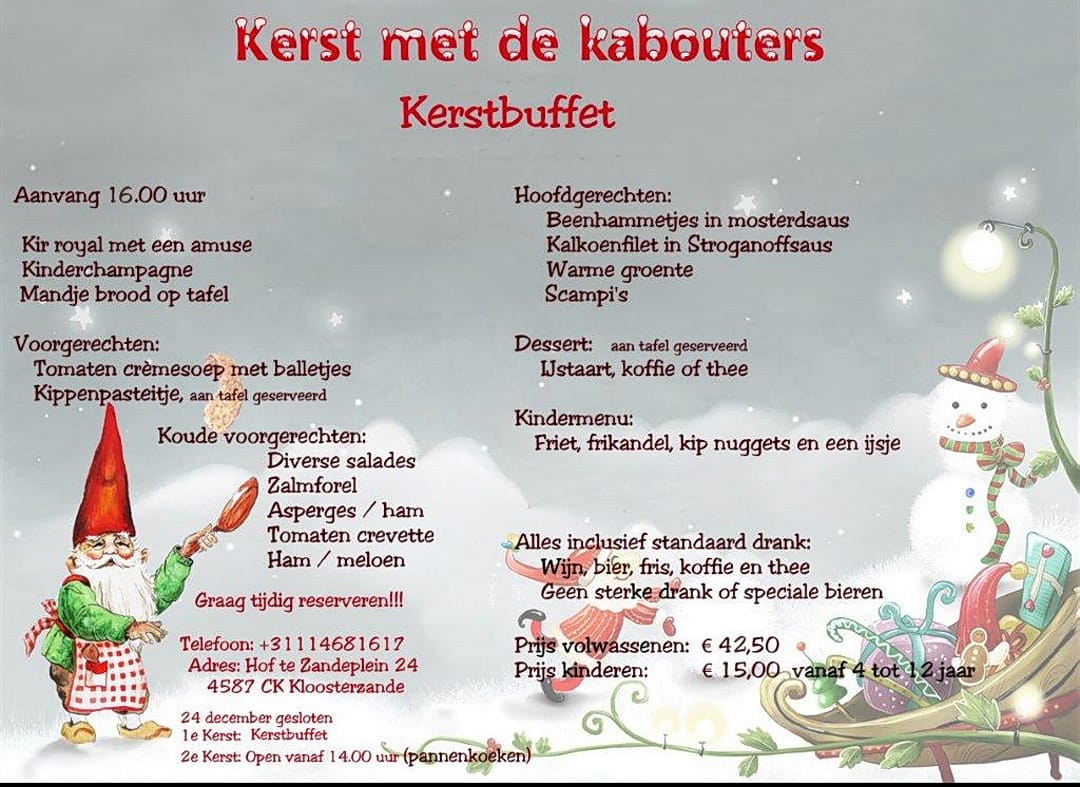 Kerst met de kabouters
Kerstbuffet
Aanvang 16.00 uur
Kir royal met een amuse
Kinderchampagne
Mandje brood op tafel
Voorgerechten:
Tomaten crèmesoep met balletjes
Kippenpasteitje, aan tafel geserveerd
Koude voorgerechten:
Diverse salades
Zalmforel
Asperges / ham
Tomaten crevette
Ham / meloen
Graag tijdig reserveren!!!
Telefoon: +31114681617
Adres: Hof te Zandeplein 24
4587 CK Kloosterzande
24 december gesloten
1e Kerst: Kerstbuffet
2e Kerst: Open vanaf 14.00 uur (pannenkoeken)
Hoofdgerechten:
Beenhammetjes in mosterdsaus
Kalkoenfilet in Stroganoffsaus
Warme groente
Scampi's
Dessert: aan tafel geserveerd
IJstaart, koffie of thee
Kindermenu:
Friet, frikandel, kip nuggets en een ijsje
Alles inclusief standaard drank:
Wijn, bier, fris, koffie en thee
Geen sterke drank of speciale bieren
Prijs volwassenen: € 42,50
Prijs kinderen: € 15,00 vanaf 4 tot 12 jaar